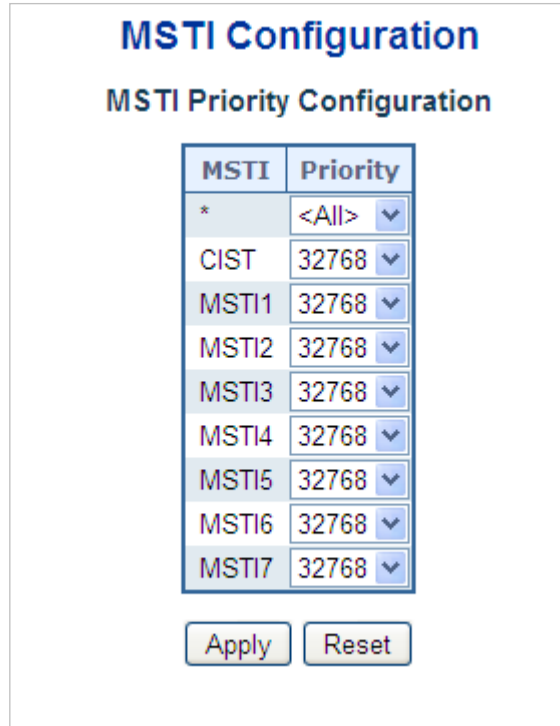 MSTI Configuration
MSTI Priority Configuration
MSTI Priority
* <All>
CIST 32768
MSTI1 32768
MSTI2 32768
MSTI3 32768
MSTI4 32768
MSTI5 32768
MSTI6 32768
MSTI7 32768
Apply Reset